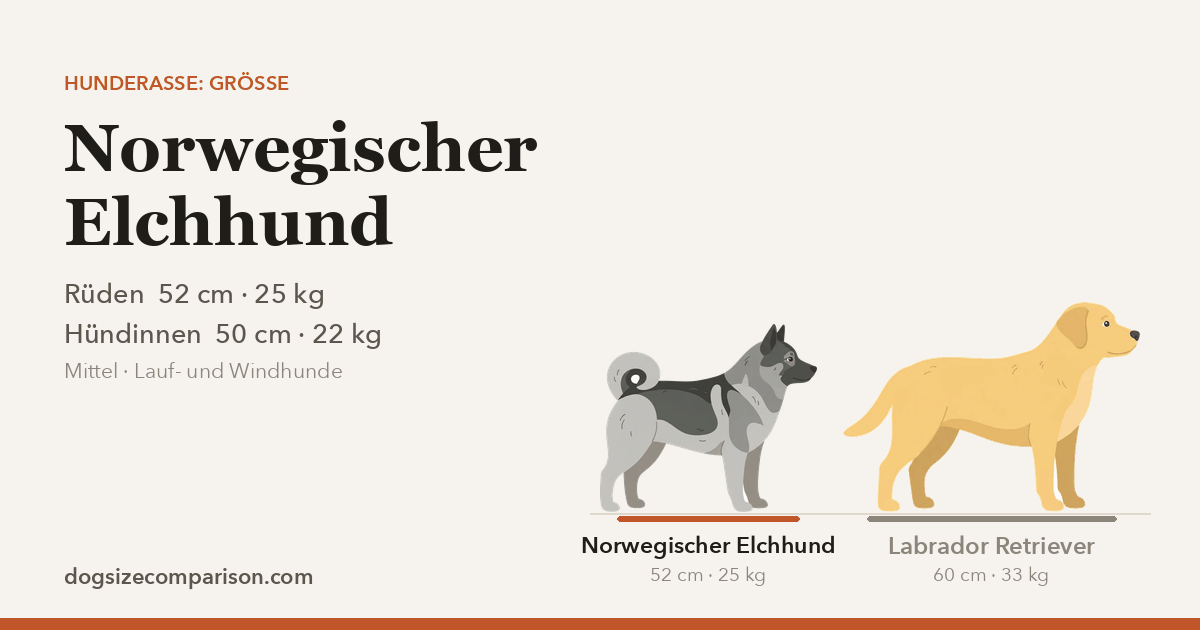 HUNDERASSE: GRÖSSE
Norwegischer
Elchhund
Rüden 52 cm · 25 kg
Hündinnen 50 cm · 22 kg
Mittel · Lauf- und Windhunde
Norwegischer Elchhund
52 cm · 25 kg
Labrador Retriever
60 cm · 33 kg
dogsizecomparison.com